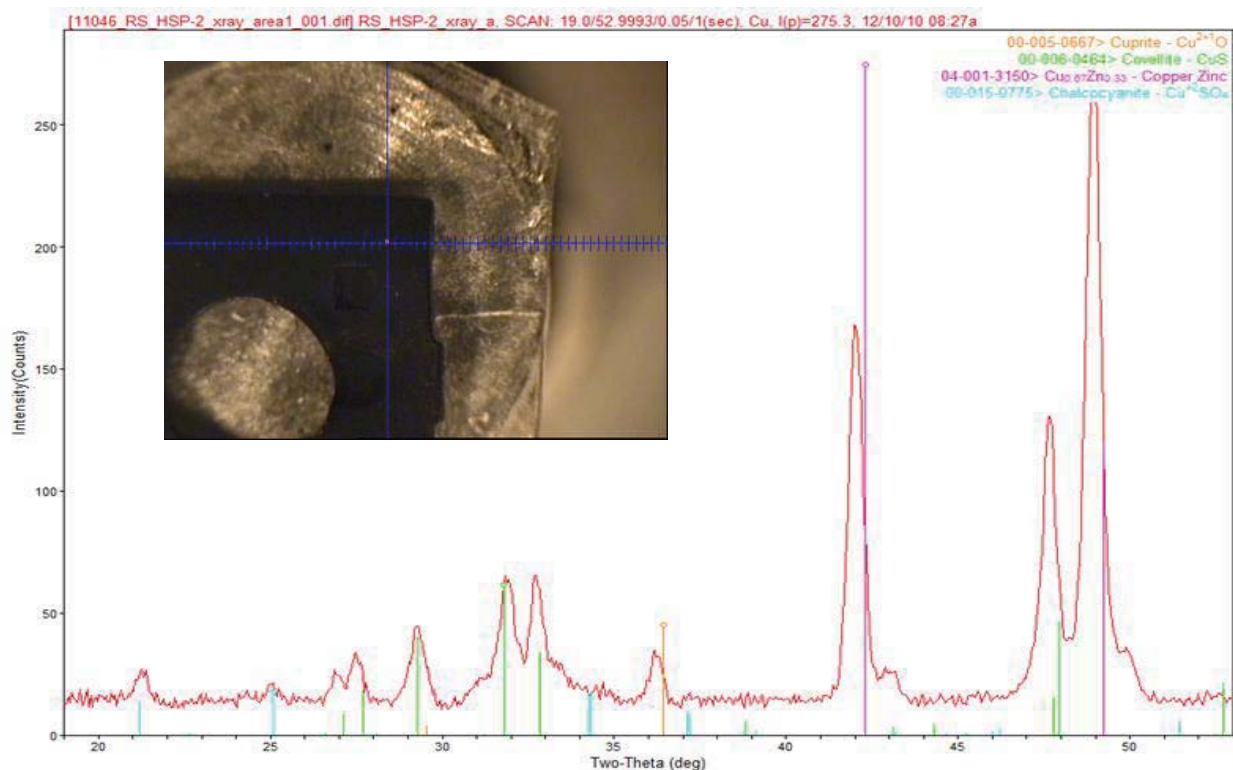 [11046_RS_HSP-2_xray_area1_001.dif] RS_HSP-2_xray_a, SCAN: 19.0/52.9993/0.05/1(sec), Cu, I(p)=275.3, 12/10/10 08:27a
00-005-0667> Cuprite - Cu²⁺¹O
00-006-0464> Covellite - CuS
04-001-3150> Cu₀.₆₇Zn₀.₃₃ - Copper Zinc
00-015-0775> Chalcocyanite - Cu⁺²SO₄
250
200
150
100
50
0
Intensity(Counts)
20 25 30 35 40 45 50
Two-Theta (deg)